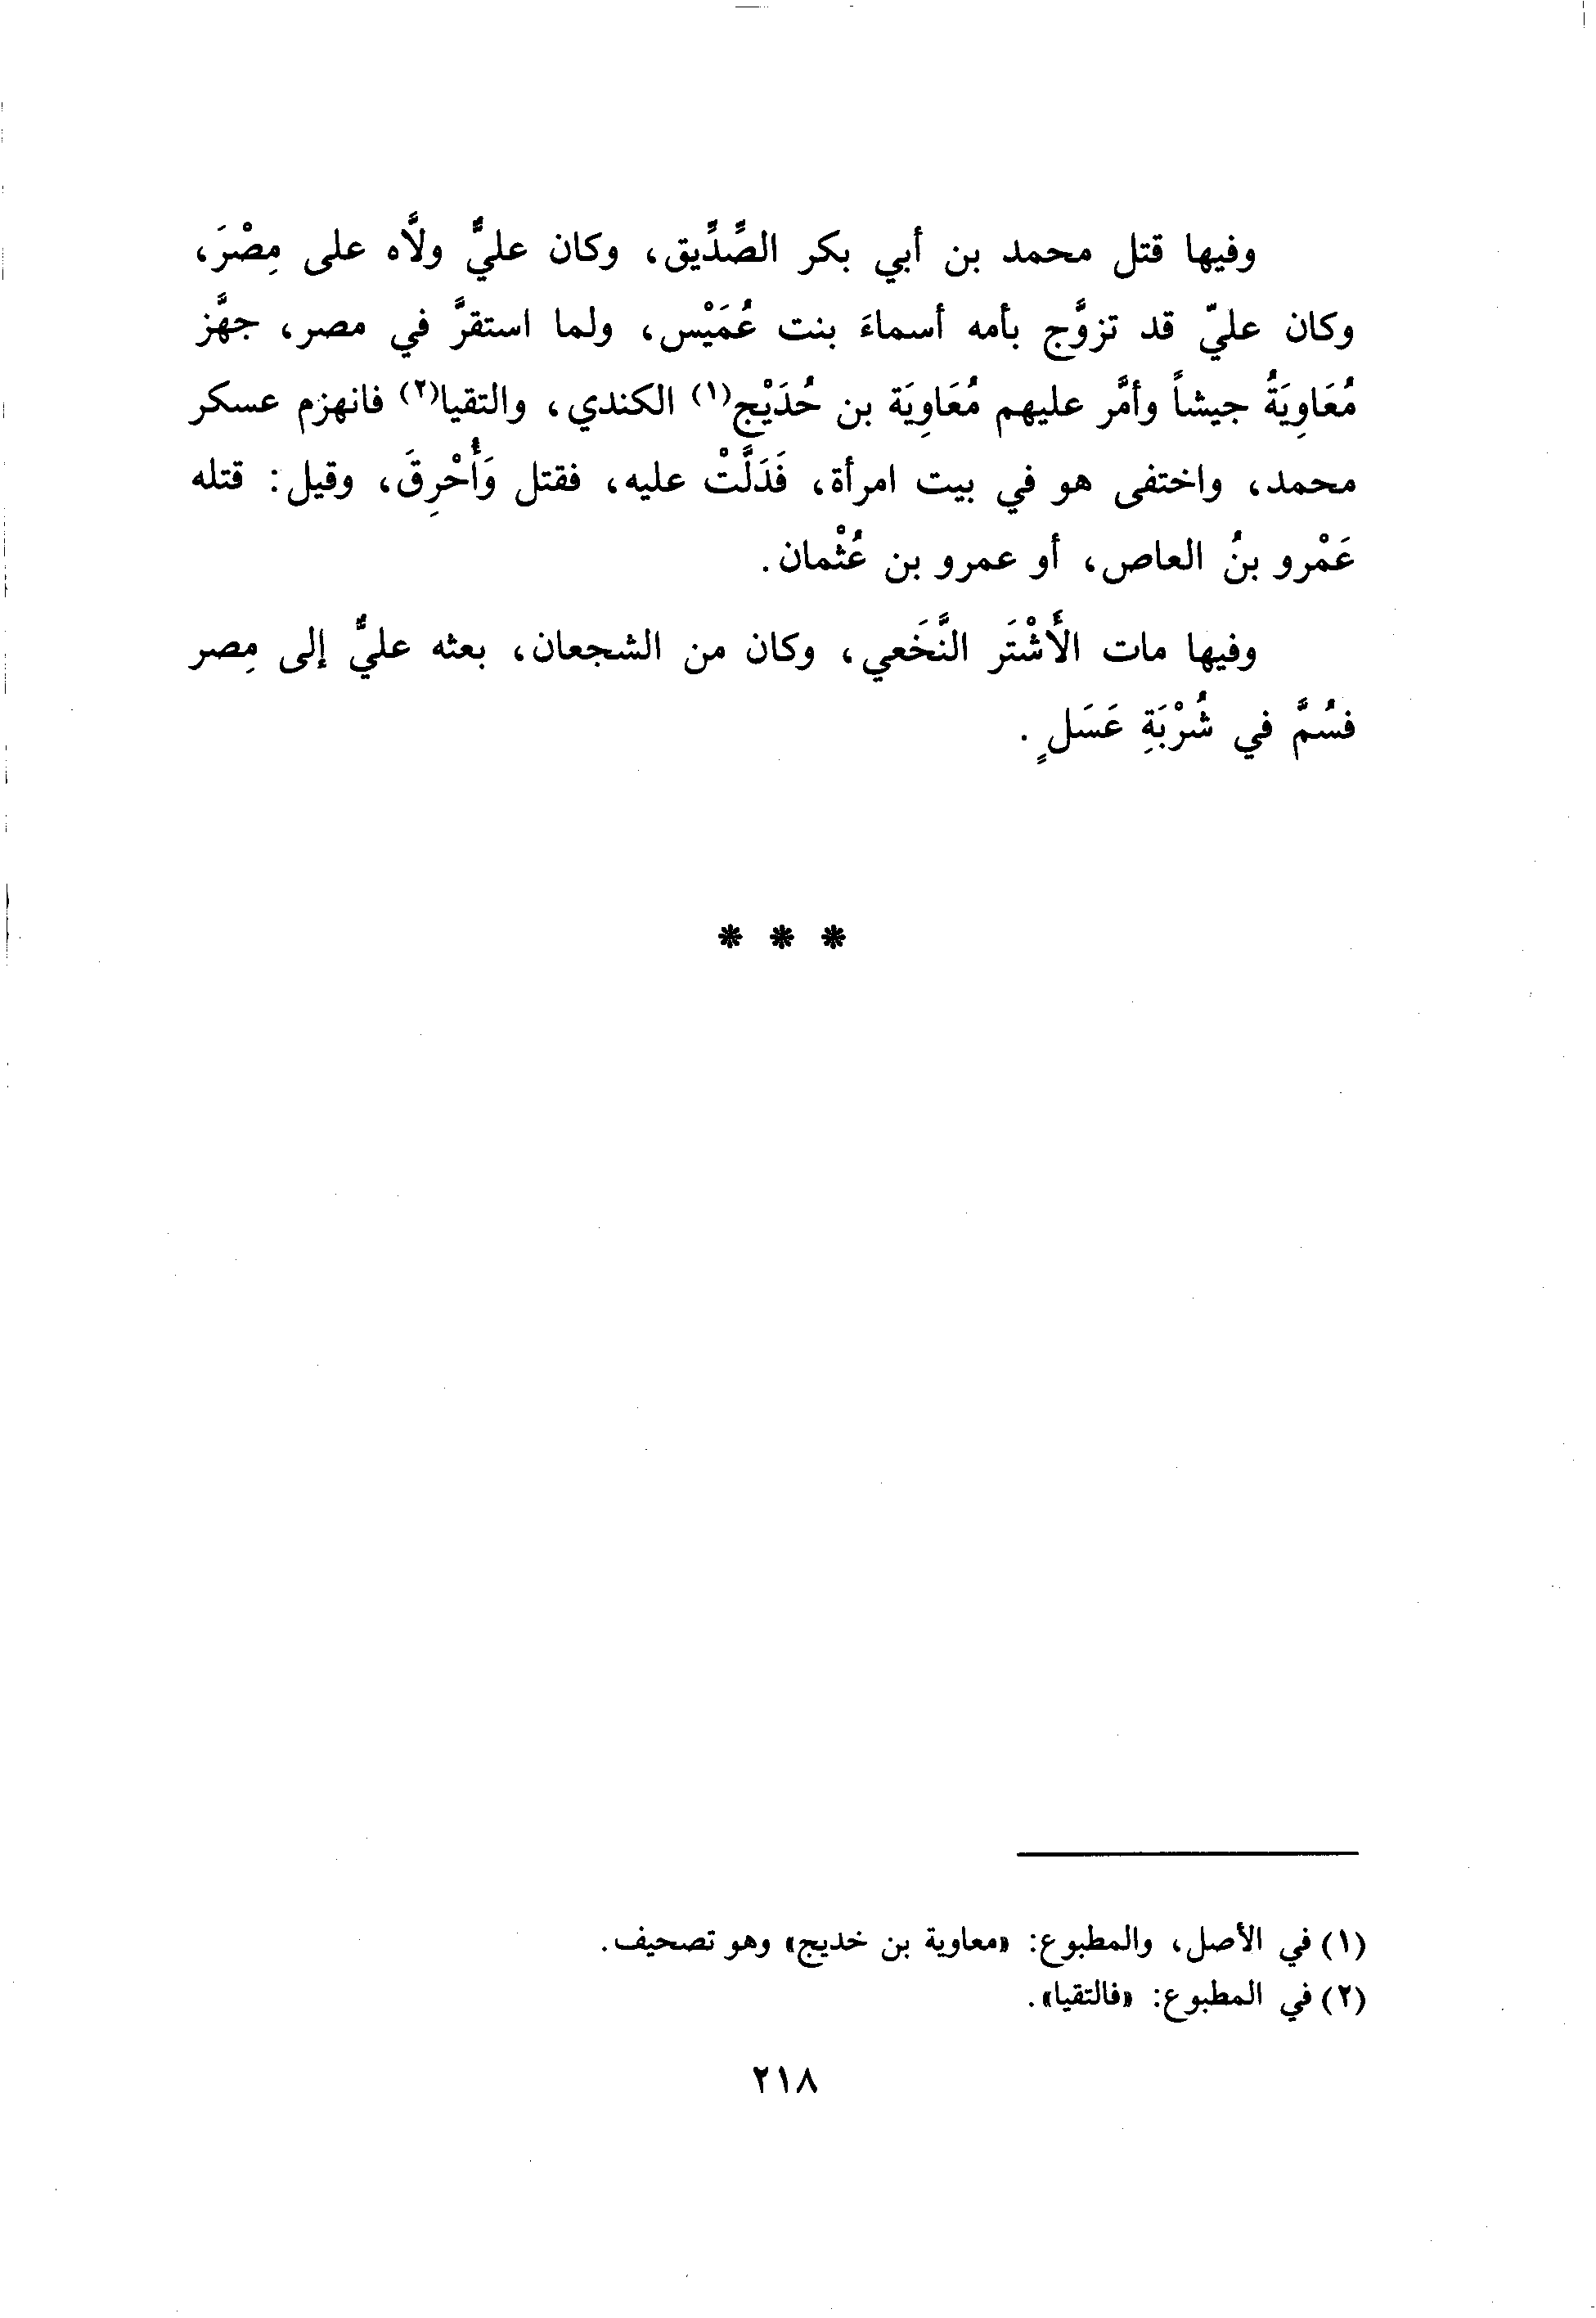 وفيها قتل محمد بن أبي بكر الصِّدِّيق، وكان عليٌّ ولاَّه على مِصْرَ،
وكان عليّ قد تزوَّج بأمه أسماءَ بنت عُمَيْس، ولما استقرَّ في مصر، جهَّز
مُعَاوِيَةُ جيشاً وأمَّر عليهم مُعَاوِيَة بن حُدَيْج(١) الكندي، والتقيا(٢) فانهزم عسكر
محمد، واختفى هو في بيت امرأة، فَدَلَّتْ عليه، فقتل وَأُحْرِقَ، وقيل: قتله
عَمْرو بنُ العاص، أو عمرو بن عُثْمان.
وفيها مات الأَشْتَر النَّخَعي، وكان من الشجعان، بعثه عليٌّ إلى مِصر
فسُمَّ في شُرْبَةِ عَسَلٍ.
* * *
(١) في الأصل، والمطبوع: «معاوية بن خديج» وهو تصحيف.
(٢) في المطبوع: «فالتقيا».
٢١٨